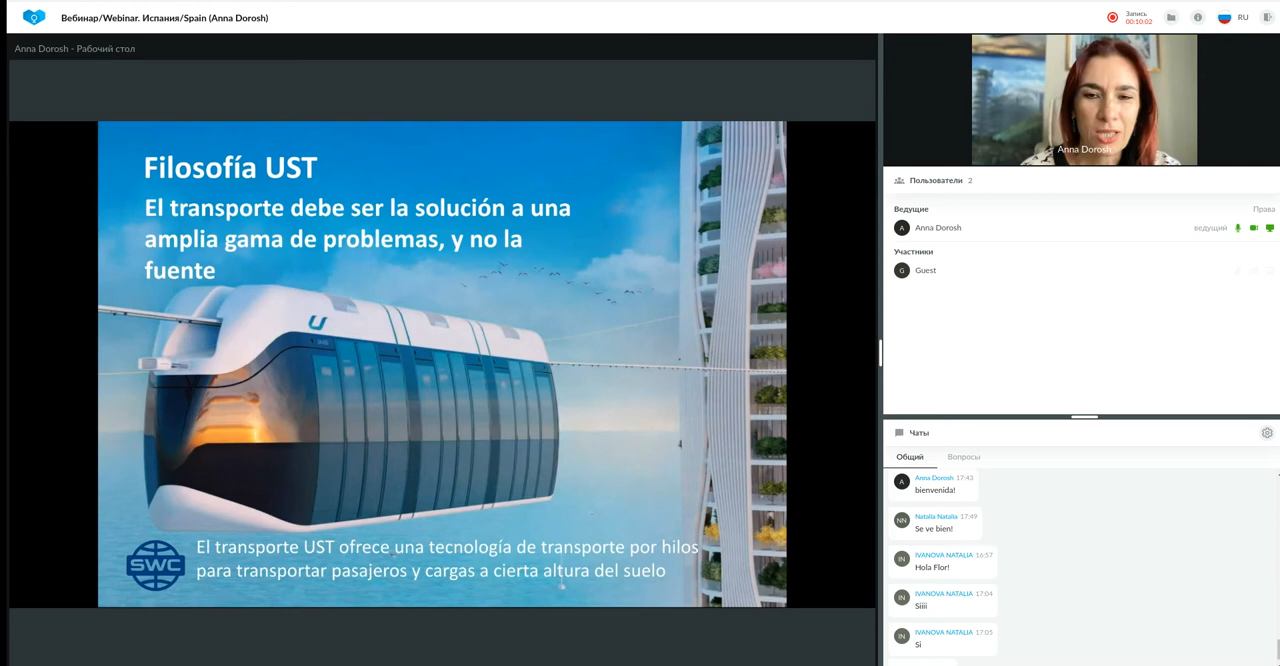 Вебинар/Webinar. Испания/Spain (Anna Dorosh)
Запись
00:10:02
RU
Anna Dorosh - Рабочий стол
Filosofía UST
El transporte debe ser la solución a una
amplia gama de problemas, y no la
fuente
U
SWC
El transporte UST ofrece una tecnología de transporte por hilos
para transportar pasajeros y cargas a cierta altura del suelo
Anna Dorosh
Пользователи 2
Ведущие Права
A Anna Dorosh ведущий
Участники
G Guest
Чаты
Общий Вопросы
A Anna Dorosh 17:43
bienvenida!
NN Natalia Natalia 17:49
Se ve bien!
IN IVANOVA NATALIA 16:57
Hola Flor!
IN IVANOVA NATALIA 17:04
Siiii
IN IVANOVA NATALIA 17:05
Si